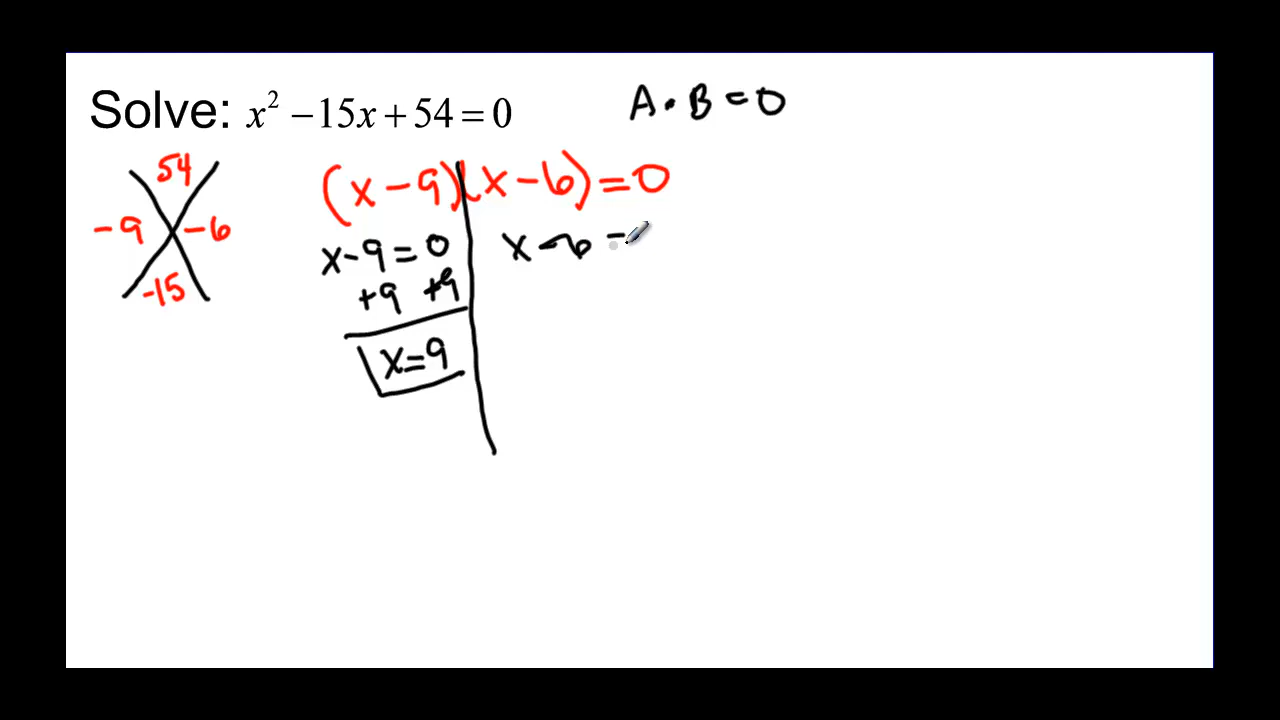 Solve: x² − 15x + 54 = 0
A · B = 0
54
-9 -6
-15
(x - 9)(x - 6) = 0
x - 9 = 0
+9 +9
x = 9
x - 6 =